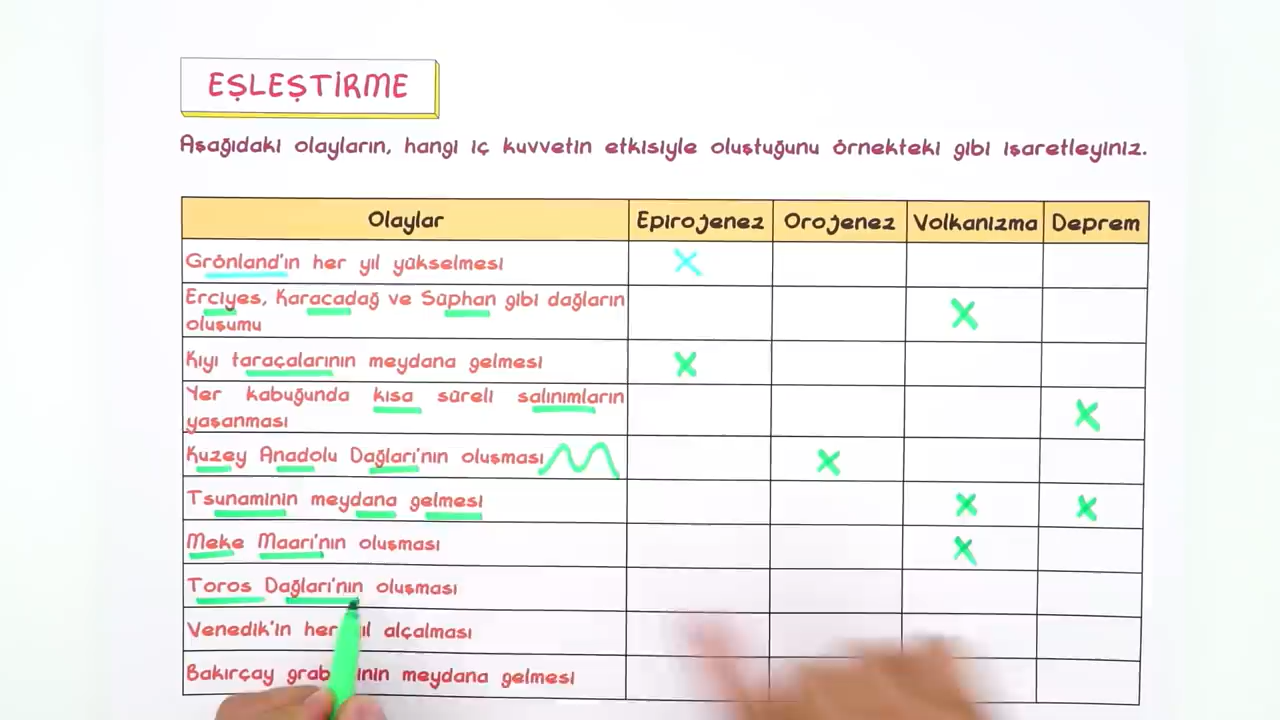 EŞLEŞTİRME
Aşağıdaki olayların, hangi iç kuvvetin etkisiyle oluştuğunu örnekteki gibi işaretleyiniz.
Olaylar Epirojenez Orojenez Volkanizma Deprem
Grönland'ın her yıl yükselmesi X
Erciyes, Karacadağ ve Süphan gibi dağların
oluşumu X
Kıyı taraçalarının meydana gelmesi X
Yer kabuğunda kısa süreli salınımların
yaşanması X
Kuzey Anadolu Dağları'nın oluşması X
Tsunaminin meydana gelmesi X X
Meke Maarı'nın oluşması X
Toros Dağları'nın oluşması
Venedik'in her alçalması
Bakırçay meydana gelmesi